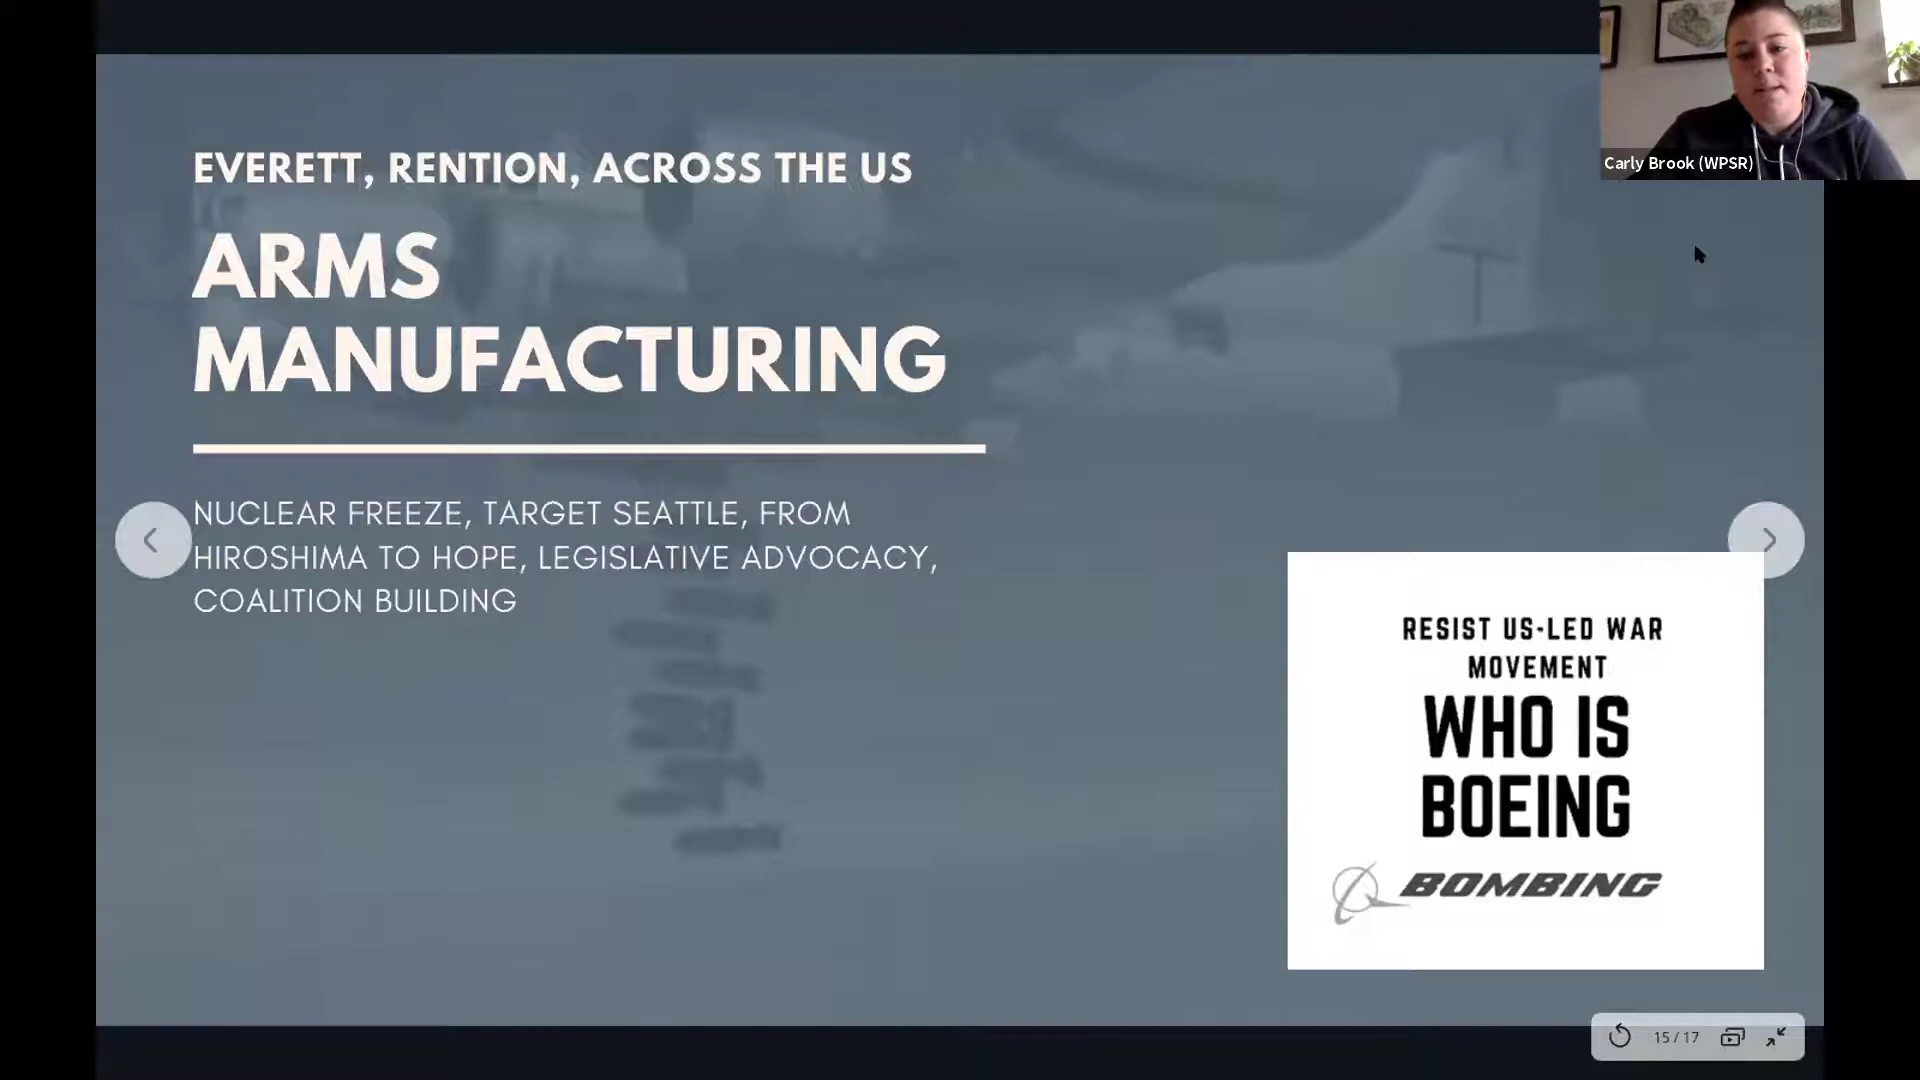 EVERETT, RENTION, ACROSS THE US
ARMS
MANUFACTURING
NUCLEAR FREEZE, TARGET SEATTLE, FROM
HIROSHIMA TO HOPE, LEGISLATIVE ADVOCACY,
COALITION BUILDING
Carly Brook (WPSR)
RESIST US-LED WAR
MOVEMENT
WHO IS
BOEING
BOMBING
15 / 17